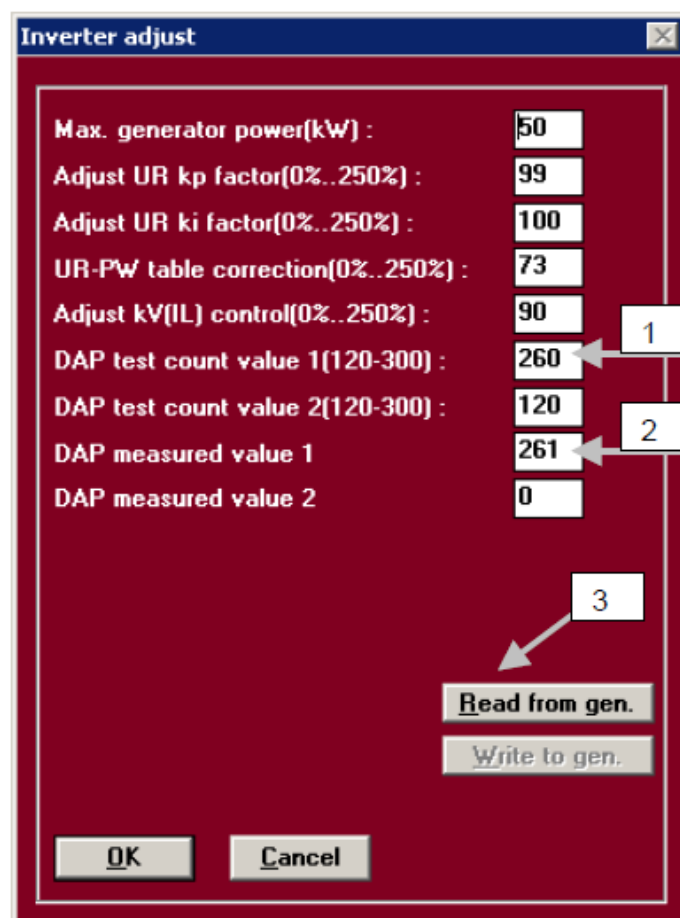 Inverter adjust
Max. generator power(kW) : 50
Adjust UR kp factor(0%..250%) : 99
Adjust UR ki factor(0%..250%) : 100
UR-PW table correction(0%..250%) : 73
Adjust kV(IL) control(0%..250%) : 90
1
DAP test count value 1(120-300) : 260
DAP test count value 2(120-300) : 120
2
DAP measured value 1 261
DAP measured value 2 0
3
Read from gen.
Write to gen.
OK Cancel